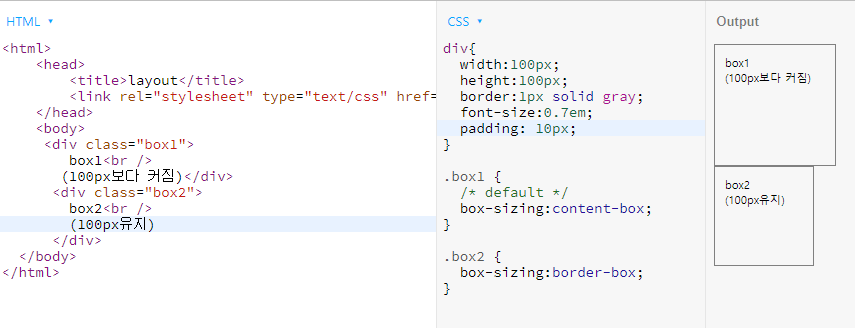 HTML ▼
<html>
<head>
<title>layout</title>
<link rel="stylesheet" type="text/css" href=
</head>
<body>
<div class="box1">
box1<br />
(100px보다 커짐)</div>
<div class="box2">
box2<br />
(100px유지)
</div>
</body>
</html>
CSS ▼
div{
width:100px;
height:100px;
border:1px solid gray;
font-size:0.7em;
padding: 10px;
}
.box1 {
/* default */
box-sizing:content-box;
}
.box2 {
box-sizing:border-box;
}
Output
box1
(100px보다 커짐)
box2
(100px유지)